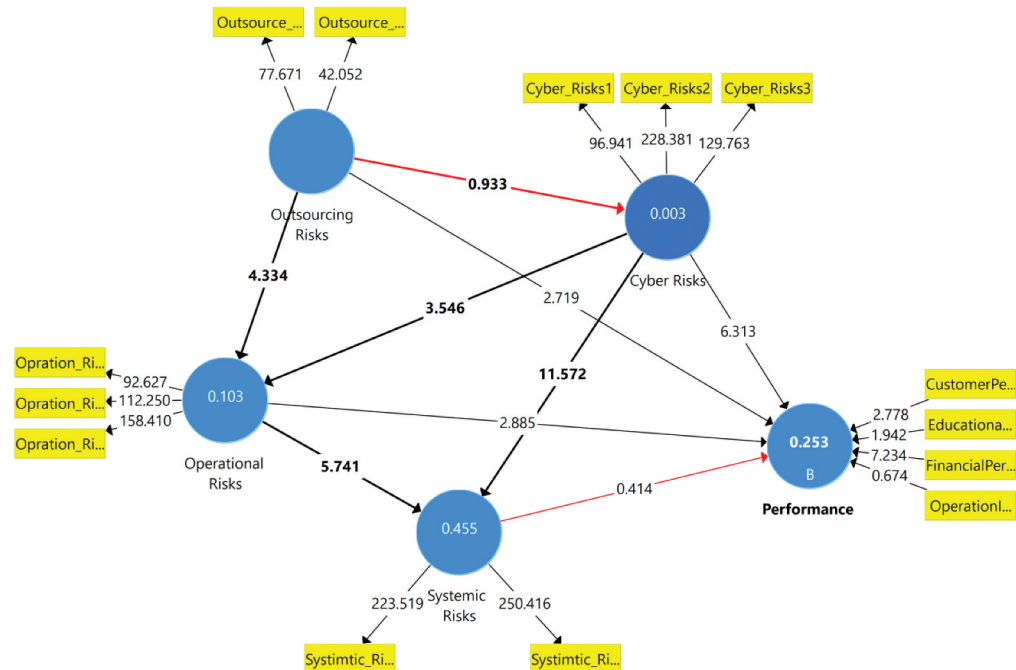 Outsource_...
Outsource_...
77.671
42.052
Cyber_Risks1
Cyber_Risks2
Cyber_Risks3
96.941
228.381
129.763
0.933
0.003
Outsourcing
Risks
Cyber Risks
4.334
3.546
2.719
6.313
11.572
Opration_Ri...
Opration_Ri...
Opration_Ri...
92.627
112.250
158.410
0.103
Operational
Risks
2.885
5.741
0.414
0.455
Systemic
Risks
0.253
B
Performance
CustomerPe...
Educationa...
FinancialPer...
OperationI...
2.778
1.942
7.234
0.674
223.519
250.416
Systimtic_Ri...
Systimtic_Ri...